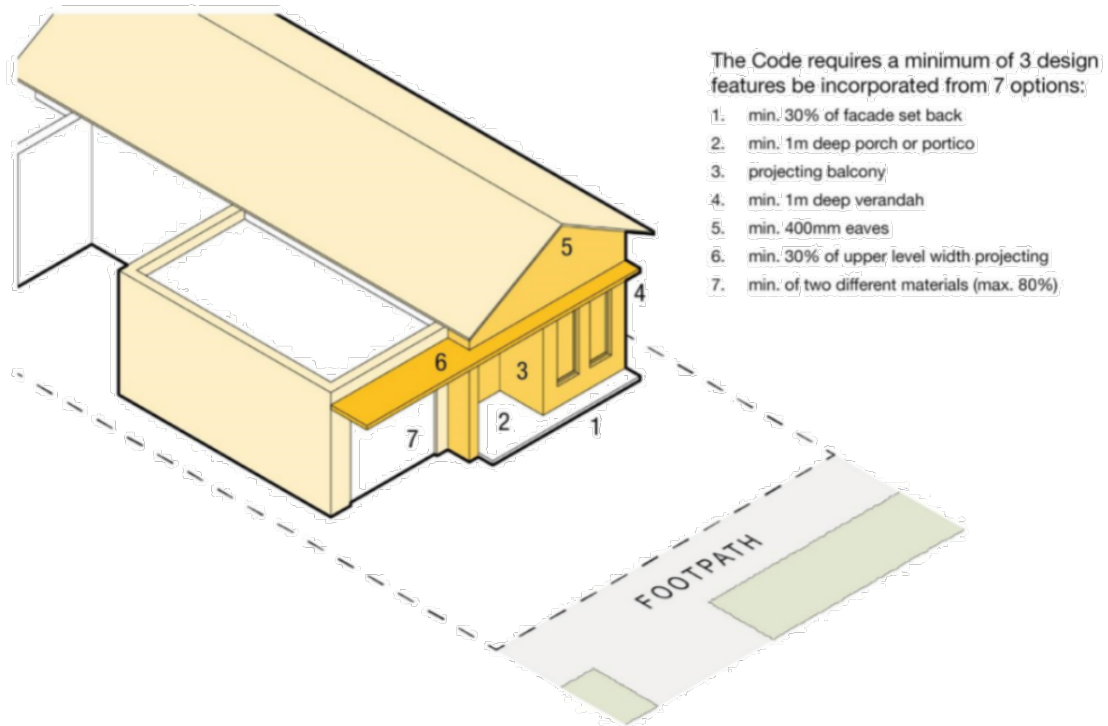 The Code requires a minimum of 3 design
features be incorporated from 7 options:
1. min. 30% of facade set back
2. min. 1m deep porch or portico
3. projecting balcony
4. min. 1m deep verandah
5. min. 400mm eaves
6. min. 30% of upper level width projecting
7. min. of two different materials (max. 80%)
5
4
6
3
2
1
7
FOOTPATH